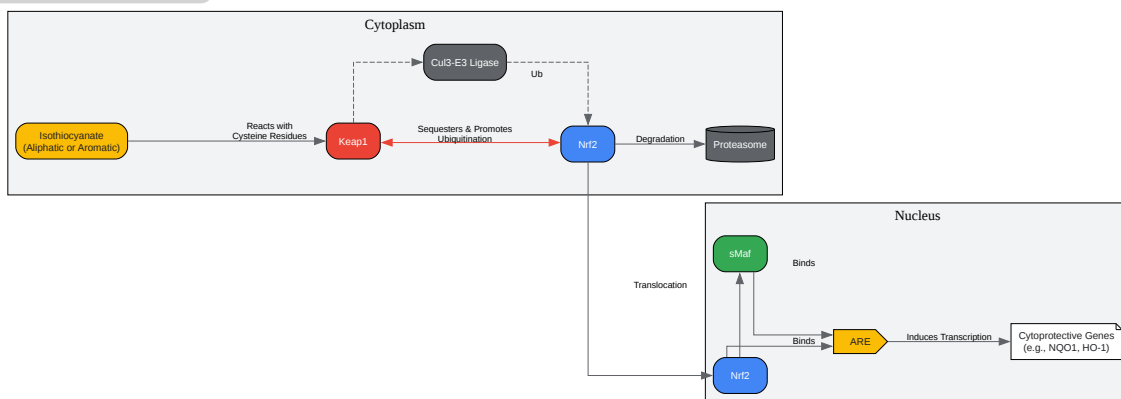 Cytoplasm
Cul3-E3 Ligase
Ub
Isothiocyanate
(Aliphatic or Aromatic)
Reacts with
Cysteine Residues
Keap1
Sequesters & Promotes
Ubiquitination
Nrf2
Degradation
Proteasome
Nucleus
sMaf
Binds
Translocation
Binds
ARE
Induces Transcription
Cytoprotective Genes
(e.g., NQO1, HO-1)
Nrf2